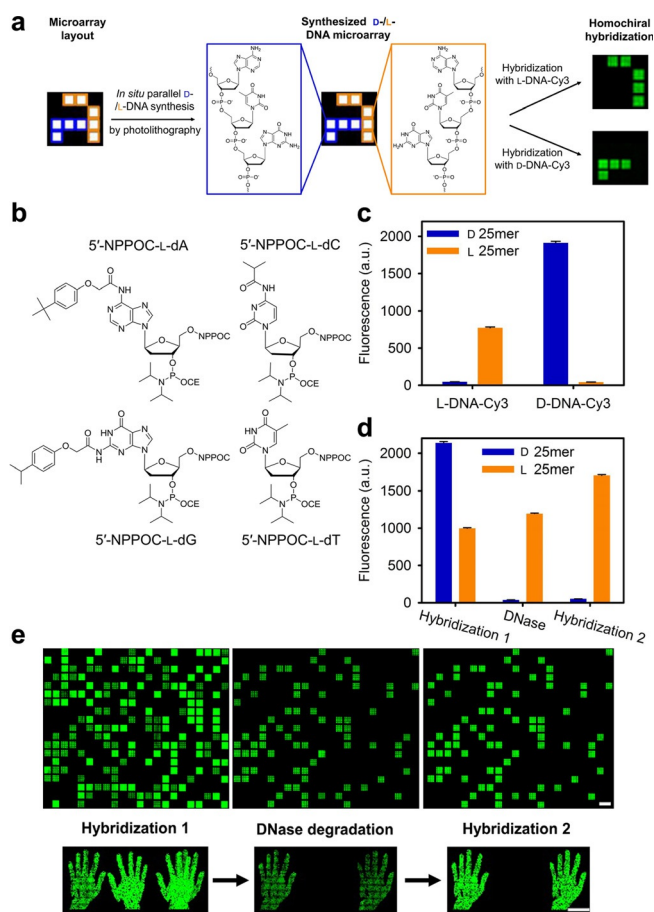 a
Microarray
layout
Synthesized D-/L-
DNA microarray
Homochiral
hybridization
In situ parallel D-
/L-DNA synthesis
by photolithography
Hybridization
with L-DNA-Cy3
Hybridization
with D-DNA-Cy3
b
5′-NPPOC-L-dA
5′-NPPOC-L-dC
5′-NPPOC-L-dG
5′-NPPOC-L-dT
c
Fluorescence (a.u.)
2000
1500
1000
500
0
D 25mer
L 25mer
L-DNA-Cy3
D-DNA-Cy3
d
Fluorescence (a.u.)
2000
1500
1000
500
0
D 25mer
L 25mer
Hybridization 1
DNase
Hybridization 2
e
Hybridization 1
DNase degradation
Hybridization 2